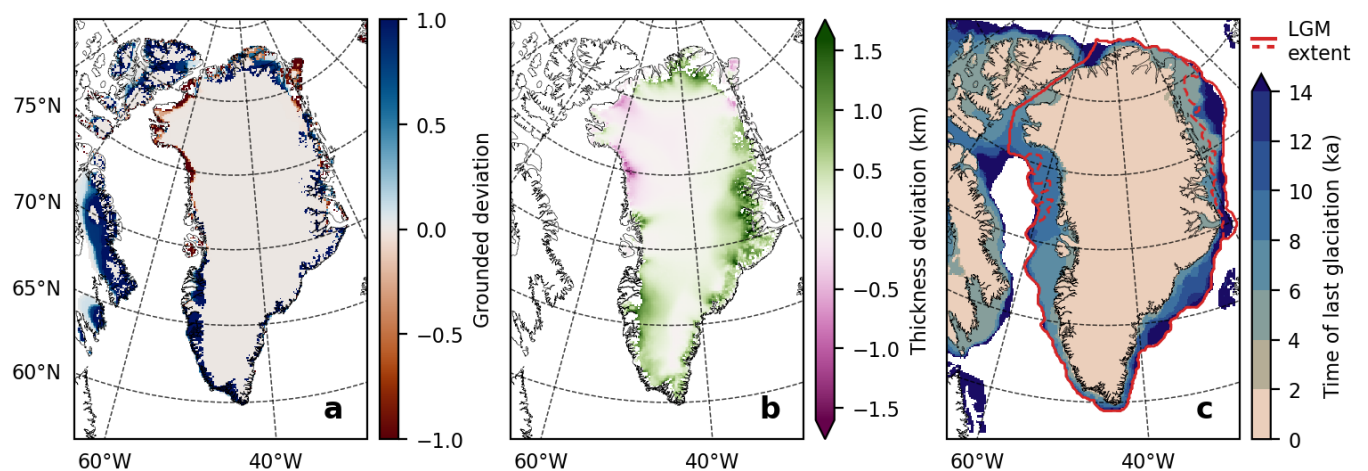 75°N
70°N
65°N
60°N
60°W
40°W
a
1.0
0.5
0.0
−0.5
−1.0
Grounded deviation
60°W
40°W
b
1.5
1.0
0.5
0.0
−0.5
−1.0
−1.5
Thickness deviation (km)
60°W
40°W
c
LGM
extent
14
12
10
8
6
4
2
0
Time of last glaciation (ka)